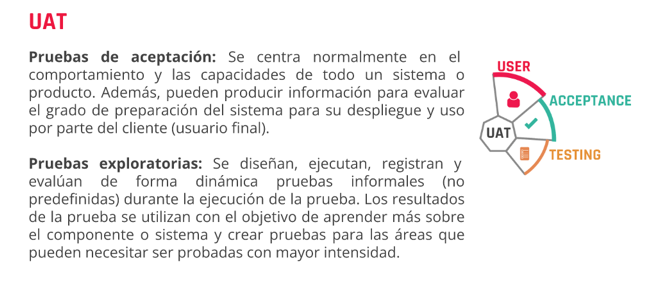 UAT
Pruebas de aceptación: Se centra normalmente en el
comportamiento y las capacidades de todo un sistema o
producto. Además, pueden producir información para evaluar
el grado de preparación del sistema para su despliegue y uso
por parte del cliente (usuario final).
Pruebas exploratorias: Se diseñan, ejecutan, registran y
evalúan de forma dinámica pruebas informales (no
predefinidas) durante la ejecución de la prueba. Los resultados
de la prueba se utilizan con el objetivo de aprender más sobre
el componente o sistema y crear pruebas para las áreas que
pueden necesitar ser probadas con mayor intensidad.
USER
ACCEPTANCE
UAT
TESTING